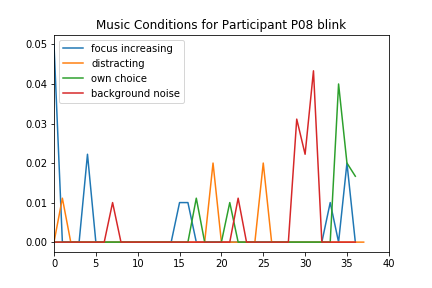 Music Conditions for Participant P08 blink
0.05
0.04
0.03
0.02
0.01
0.00
focus increasing
distracting
own choice
background noise
0 5 10 15 20 25 30 35 40